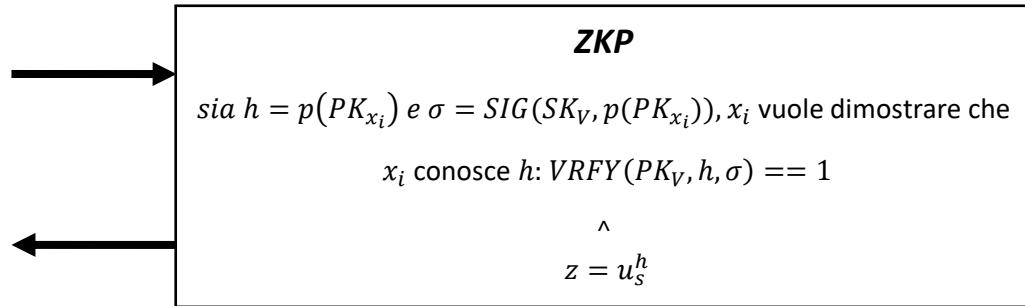 ZKP
sia h = p(PK_{x_i}) e σ = SIG(SK_V, p(PK_{x_i})), x_i vuole dimostrare che
x_i conosce h: VRFY(PK_V, h, σ) == 1
^
z = u_s^h